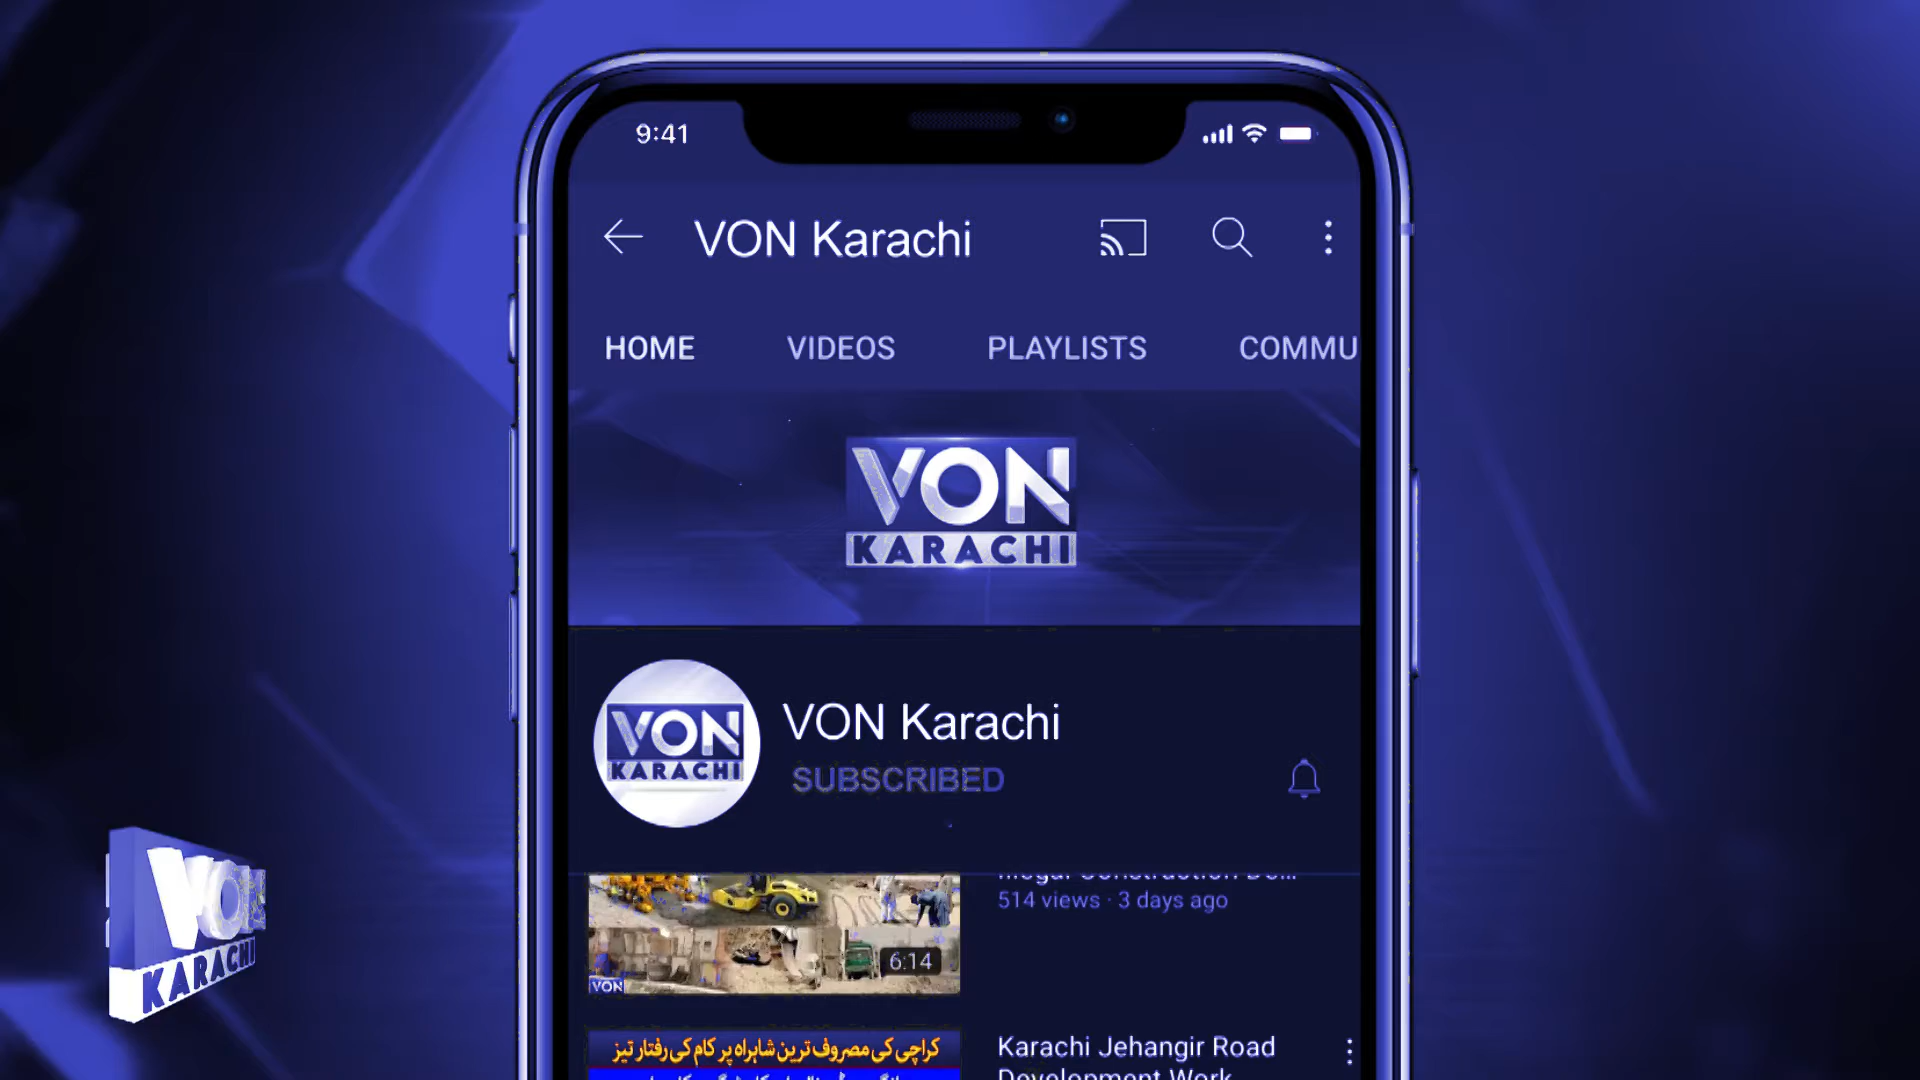 9:41
VON Karachi
HOME VIDEOS PLAYLISTS COMMU
VON
KARACHI
VON
KARACHI
VON Karachi
SUBSCRIBED
514 views · 3 days ago
6:14
VON
VON
KARACHI
کراچی کی مصروف ترین شاہراہ پر کام کی رفتار تیز
Karachi Jehangir Road
Development Work